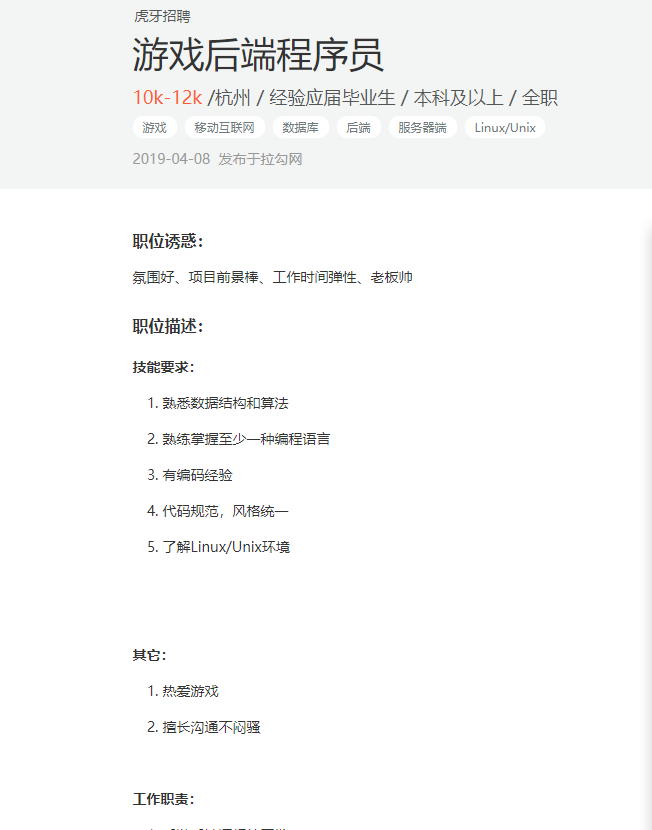 虎牙招聘
游戏后端程序员
10k-12k /杭州 / 经验应届毕业生 / 本科及以上 / 全职
游戏 移动互联网 数据库 后端 服务器端 Linux/Unix
2019-04-08 发布于拉勾网
职位诱惑：
氛围好、项目前景棒、工作时间弹性、老板帅
职位描述：
技能要求：
1. 熟悉数据结构和算法
2. 熟练掌握至少一种编程语言
3. 有编码经验
4. 代码规范，风格统一
5. 了解Linux/Unix环境
其它：
1. 热爱游戏
2. 擅长沟通不闷骚
工作职责：